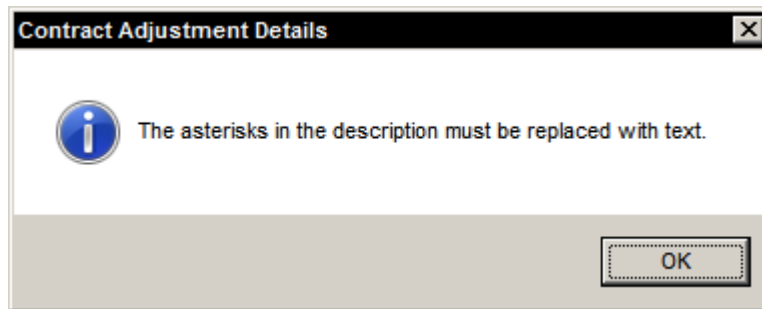 Contract Adjustment Details
The asterisks in the description must be replaced with text.
OK